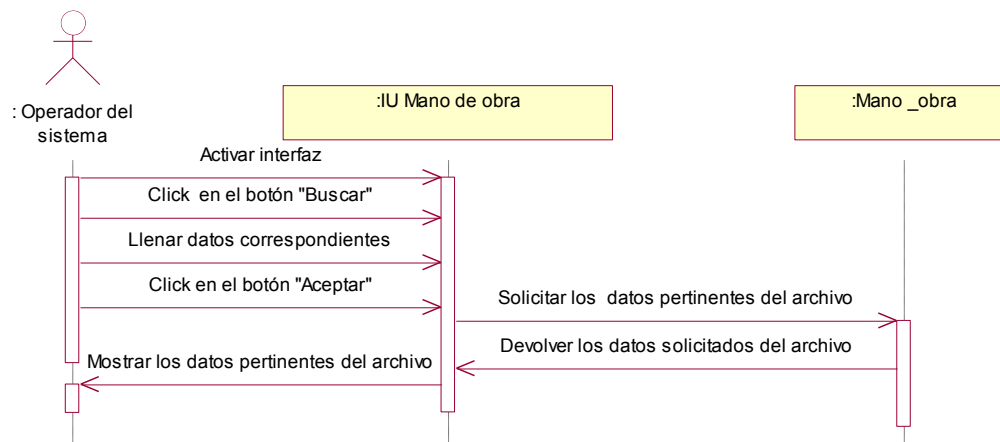 :IU Mano de obra
:Mano _obra
: Operador del
sistema
Activar interfaz
Click en el botón "Buscar"
Llenar datos correspondientes
Click en el botón "Aceptar"
Solicitar los datos pertinentes del archivo
Devolver los datos solicitados del archivo
Mostrar los datos pertinentes del archivo